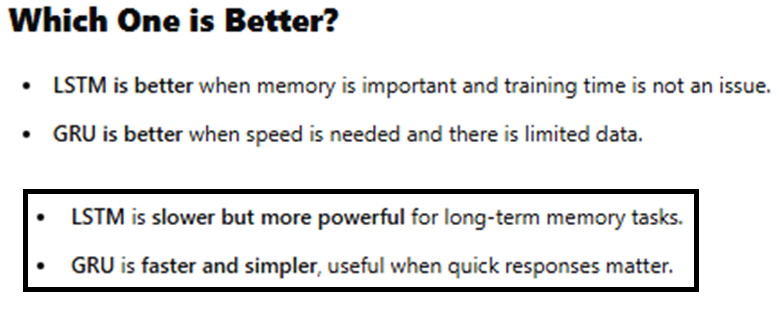 Which One is Better?
• LSTM is better when memory is important and training time is not an issue.
• GRU is better when speed is needed and there is limited data.
• LSTM is slower but more powerful for long-term memory tasks.
• GRU is faster and simpler, useful when quick responses matter.